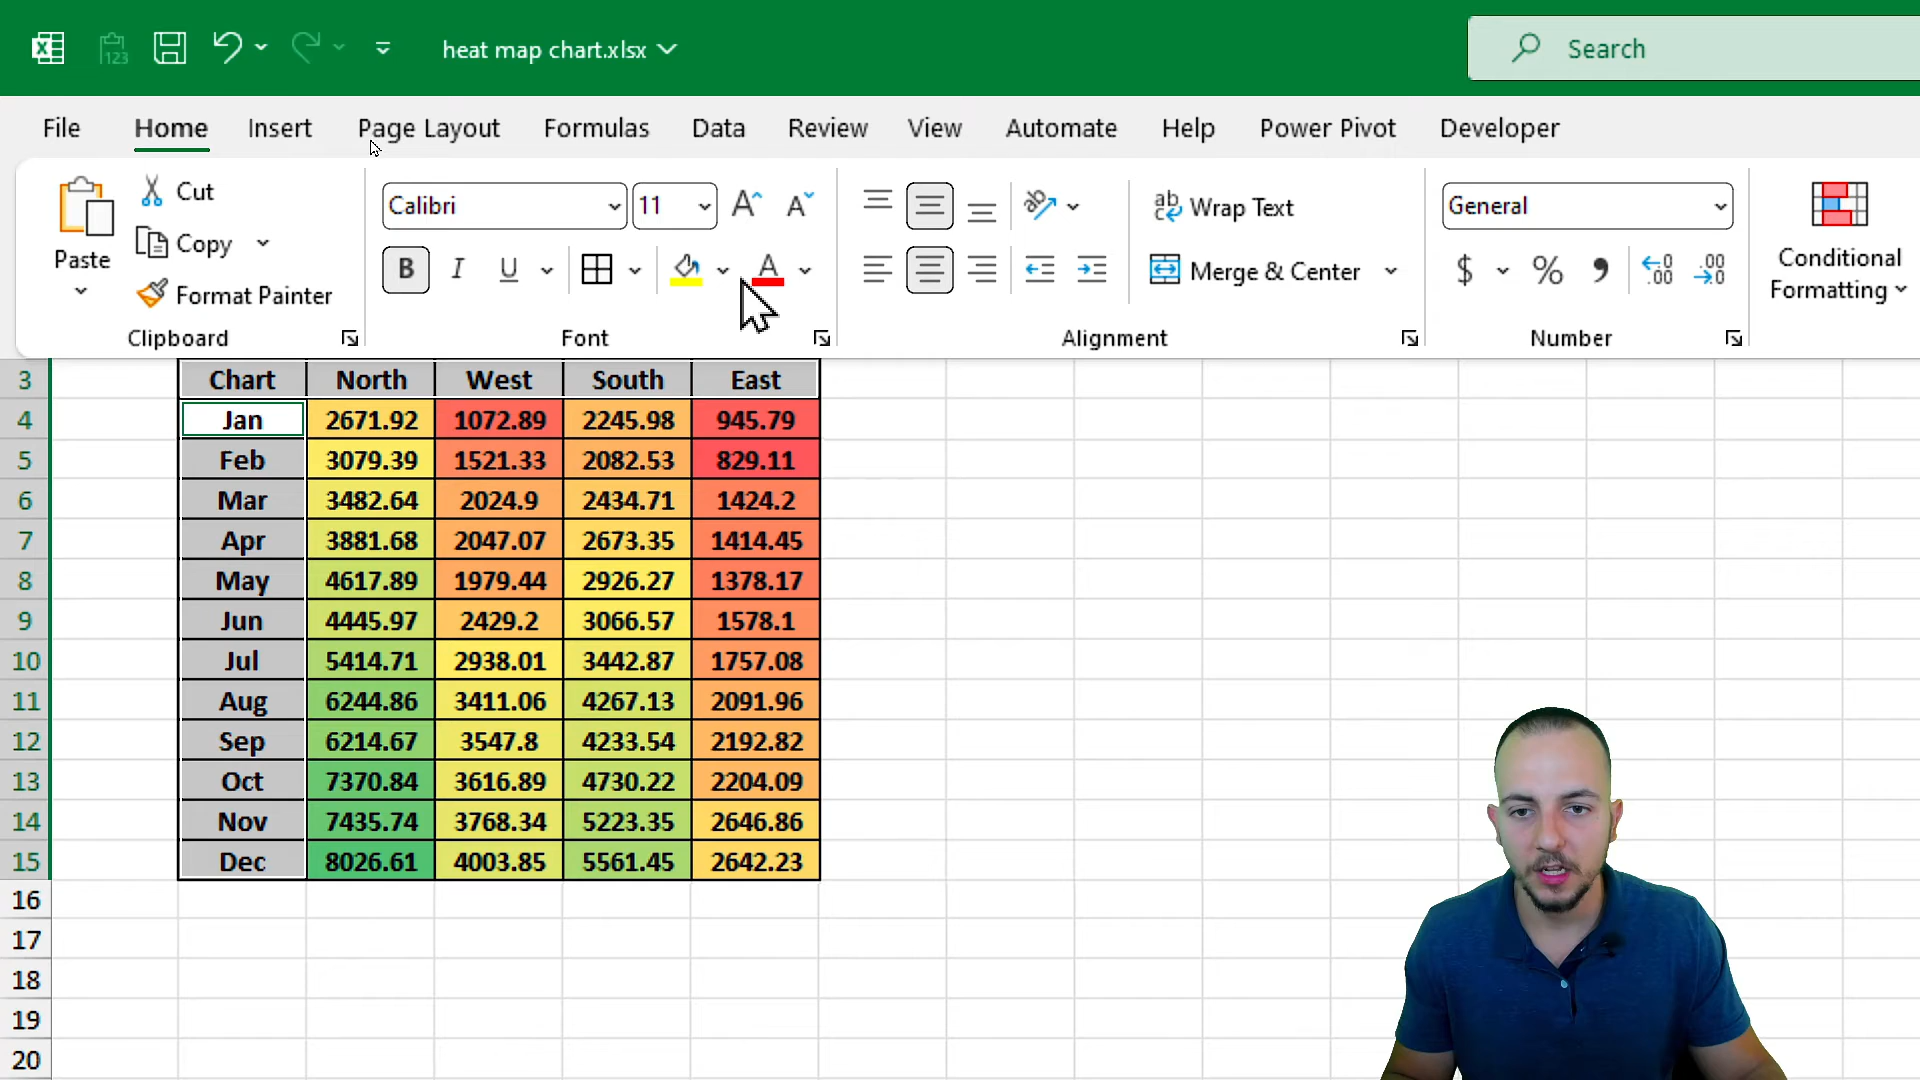 123
heat map chart.xlsx
Search
File Home Insert Page Layout Formulas Data Review View Automate Help Power Pivot Developer
Paste
Cut
Copy
Format Painter
Clipboard
Calibri 11
B I U
Font
Wrap Text
Merge & Center
Alignment
General
$ % 9
Number
Conditional
Formatting
3 Chart North West South East
4 Jan 2671.92 1072.89 2245.98 945.79
5 Feb 3079.39 1521.33 2082.53 829.11
6 Mar 3482.64 2024.9 2434.71 1424.2
7 Apr 3881.68 2047.07 2673.35 1414.45
8 May 4617.89 1979.44 2926.27 1378.17
9 Jun 4445.97 2429.2 3066.57 1578.1
10 Jul 5414.71 2938.01 3442.87 1757.08
11 Aug 6244.86 3411.06 4267.13 2091.96
12 Sep 6214.67 3547.8 4233.54 2192.82
13 Oct 7370.84 3616.89 4730.22 2204.09
14 Nov 7435.74 3768.34 5223.35 2646.86
15 Dec 8026.61 4003.85 5561.45 2642.23
16
17
18
19
20